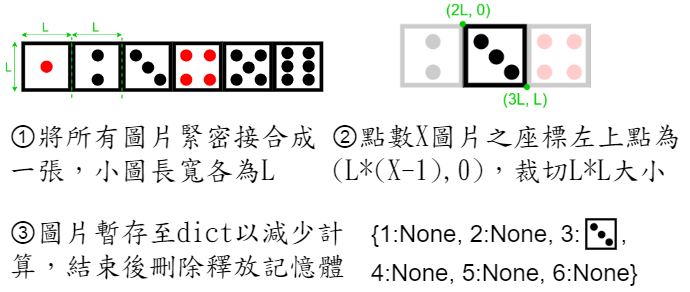 L
L
L
(2L, 0)
(3L, L)
①將所有圖片緊密接合成
一張，小圖長寬各為L
②點數X圖片之座標左上點為
(L*(X-1),0)，裁切L*L大小
③圖片暫存至dict以減少計
算，結束後刪除釋放記憶體
{1:None, 2:None, 3: ,
4:None, 5:None, 6:None}